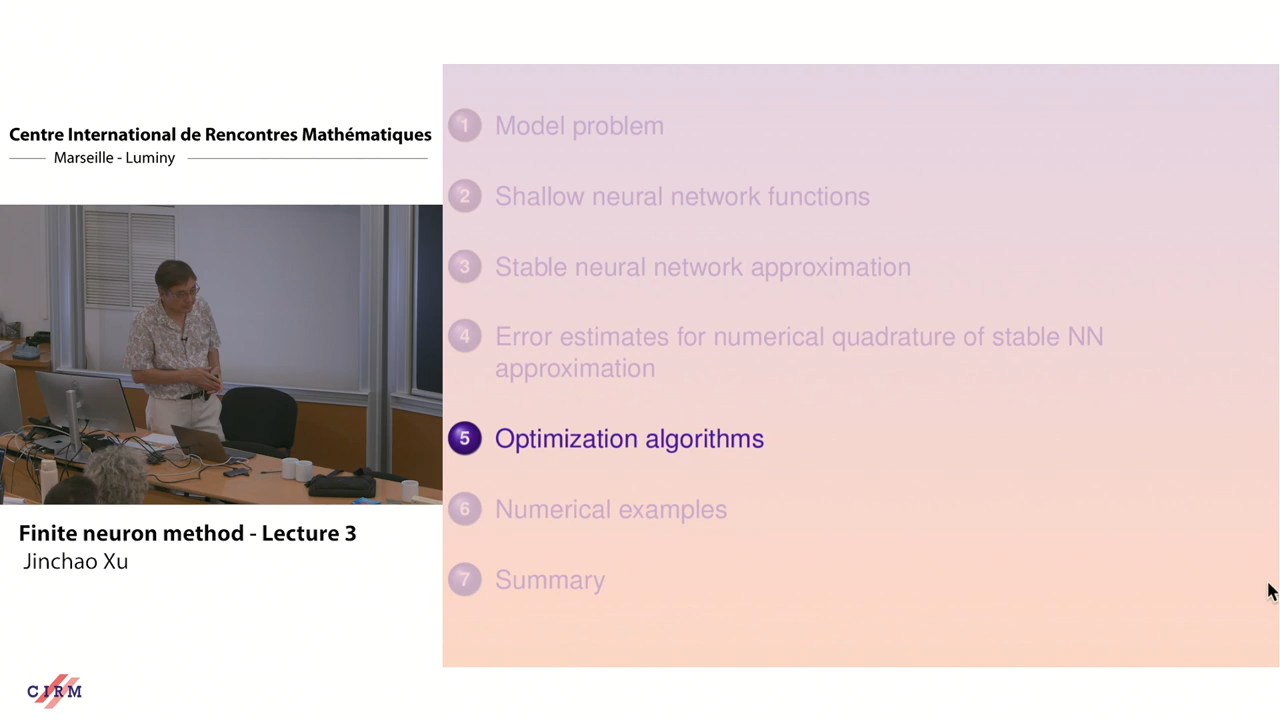 Centre International de Rencontres Mathématiques
Marseille - Luminy
Finite neuron method - Lecture 3
Jinchao Xu
CIRM
1 Model problem
2 Shallow neural network functions
3 Stable neural network approximation
4 Error estimates for numerical quadrature of stable NN
approximation
5 Optimization algorithms
6 Numerical examples
7 Summary